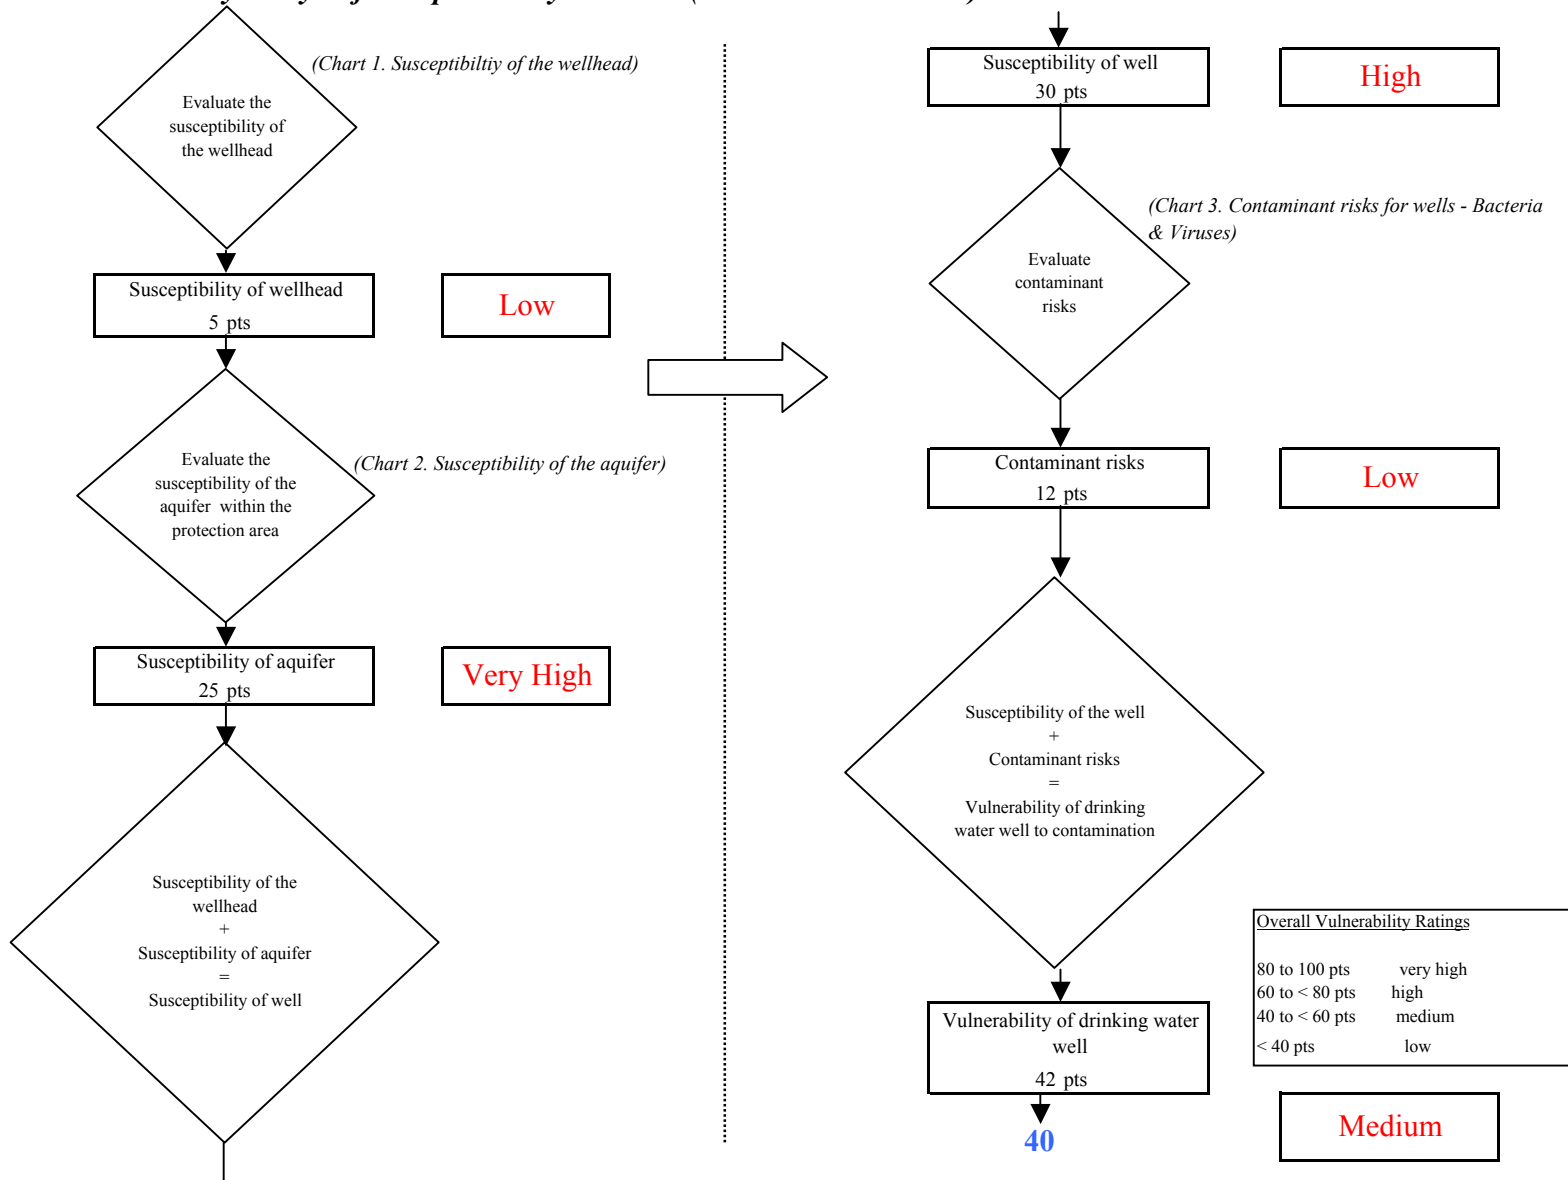 (Chart 1. Susceptibiltiy of the wellhead)
Evaluate the
susceptibility of
the wellhead
Susceptibility of wellhead
5 pts
Low
Evaluate the
susceptibility of the
aquifer within the
protection area
(Chart 2. Susceptibility of the aquifer)
Susceptibility of aquifer
25 pts
Very High
Susceptibility of the
wellhead
+
Susceptibility of aquifer
=
Susceptibility of well
Susceptibility of well
30 pts
High
(Chart 3. Contaminant risks for wells - Bacteria
& Viruses)
Evaluate
contaminant
risks
Contaminant risks
12 pts
Low
Susceptibility of the well
+
Contaminant risks
=
Vulnerability of drinking
water well to contamination
Overall Vulnerability Ratings
80 to 100 pts very high
60 to < 80 pts high
40 to < 60 pts medium
< 40 pts low
Vulnerability of drinking water
well
42 pts
40
Medium